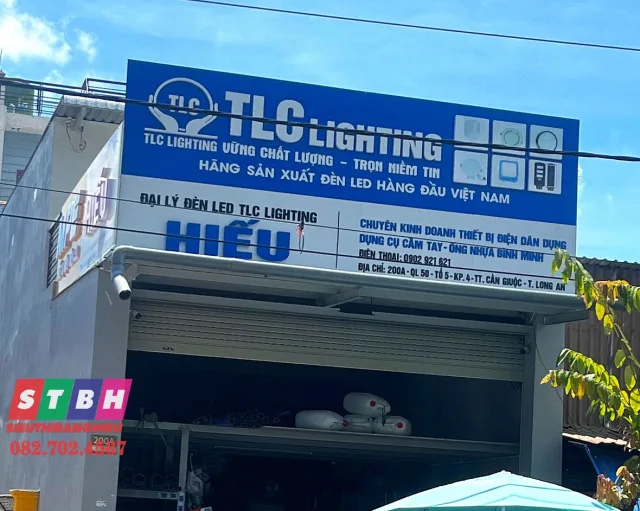 TLC
TLC LIGHTING
TLC LIGHTING VỮNG CHẤT LƯỢNG - TRỌN NIỀM TIN
HÃNG SẢN XUẤT ĐÈN LED HÀNG ĐẦU VIỆT NAM
ĐẠI LÝ ĐÈN LED TLC LIGHTING
HIẾU
CHUYÊN KINH DOANH THIẾT BỊ ĐIỆN DÂN DỤNG
DỤNG CỤ CẦM TAY - ỐNG NHỰA BÌNH MINH
ĐIỆN THOẠI: 0902 921 621
ĐỊA CHỈ: 200A - QL 50 - TỔ 5 - KP. 4 - TT. CẦN GIUỘC - T. LONG AN
STBH
200A